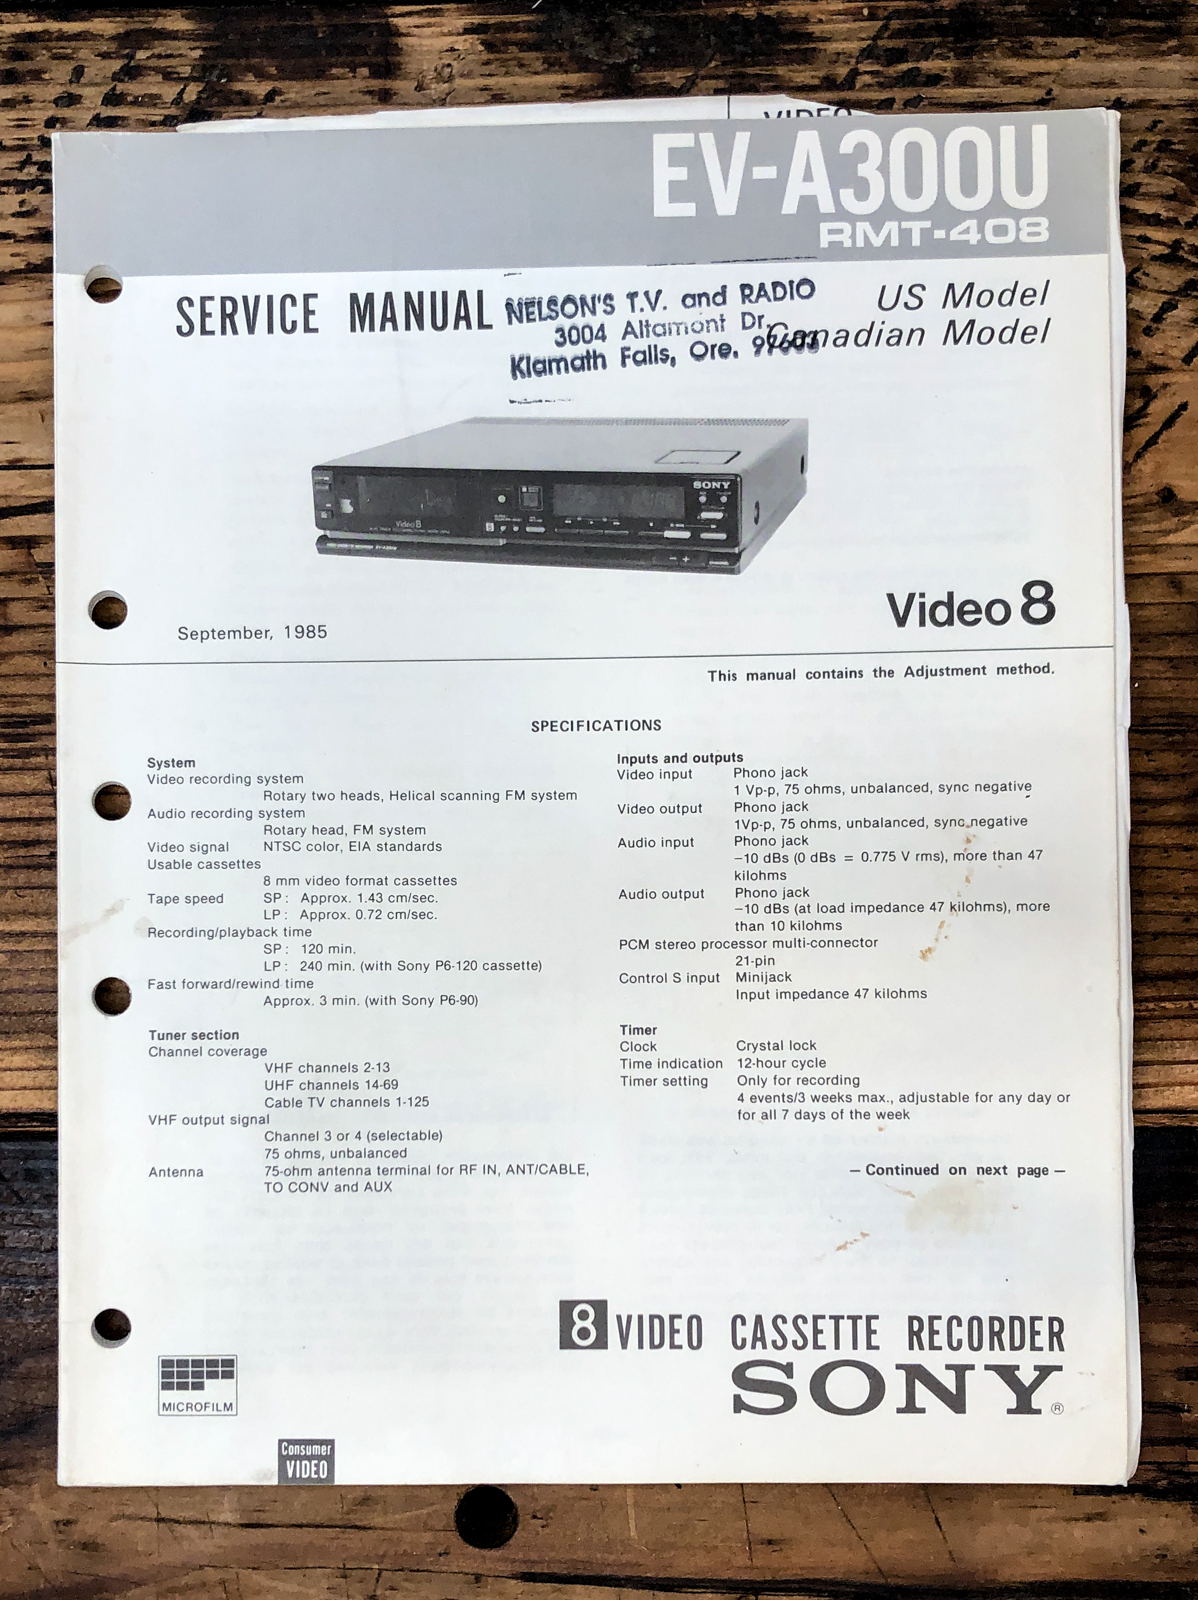 VIDEO
EV-A300U
RMT-408
SERVICE MANUAL
NELSON'S T.V. and RADIO
3004 Altamont Dr.
Klamath Falls, Ore. 97603
US Model
Canadian Model
SONY
Video 8
Video 8
September, 1985
This manual contains the Adjustment method.
SPECIFICATIONS
System
Video recording system
Rotary two heads, Helical scanning FM system
Audio recording system
Rotary head, FM system
Video signal NTSC color, EIA standards
Usable cassettes
8 mm video format cassettes
Tape speed SP: Approx. 1.43 cm/sec.
LP: Approx. 0.72 cm/sec.
Recording/playback time
SP: 120 min.
LP: 240 min. (with Sony P6-120 cassette)
Fast forward/rewind time
Approx. 3 min. (with Sony P6-90)
Tuner section
Channel coverage
VHF channels 2-13
UHF channels 14-69
Cable TV channels 1-125
VHF output signal
Channel 3 or 4 (selectable)
75 ohms, unbalanced
Antenna 75-ohm antenna terminal for RF IN, ANT/CABLE,
TO CONV and AUX
Inputs and outputs
Video input Phono jack
1 Vp-p, 75 ohms, unbalanced, sync negative
Video output Phono jack
1Vp-p, 75 ohms, unbalanced, sync negative
Audio input Phono jack
−10 dBs (0 dBs = 0.775 V rms), more than 47
kilohms
Audio output Phono jack
−10 dBs (at load impedance 47 kilohms), more
than 10 kilohms
PCM stereo processor multi-connector
21-pin
Control S input Minijack
Input impedance 47 kilohms
Timer
Clock Crystal lock
Time indication 12-hour cycle
Timer setting Only for recording
4 events/3 weeks max., adjustable for any day or
for all 7 days of the week
— Continued on next page —
8 VIDEO CASSETTE RECORDER
SONY ®
MICROFILM
Consumer
VIDEO